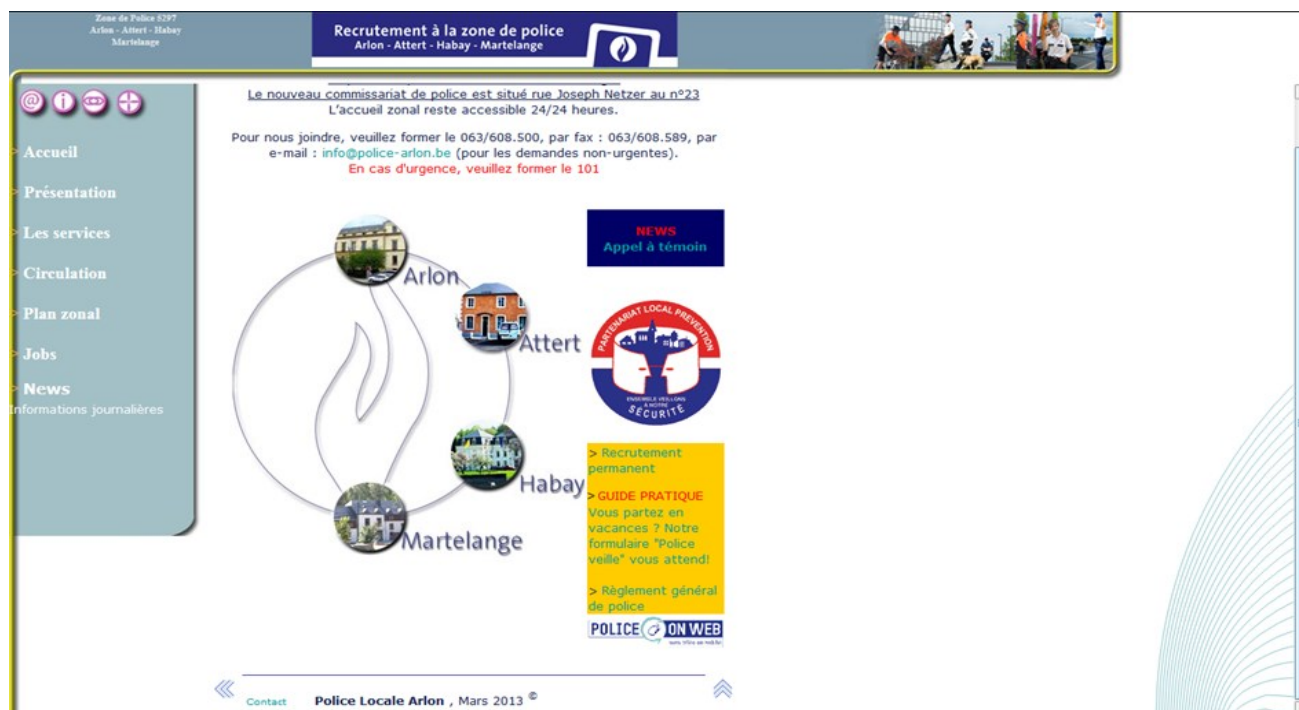 Zone de Police 5297
Arlon - Attert - Habay
Martelange
Recrutement à la zone de police
Arlon - Attert - Habay - Martelange
Le nouveau commissariat de police est situé rue Joseph Netzer au n°23
L'accueil zonal reste accessible 24/24 heures.
Pour nous joindre, veuillez former le 063/608.500, par fax : 063/608.589, par
e-mail : info@police-arlon.be (pour les demandes non-urgentes).
En cas d'urgence, veuillez former le 101
> Accueil
> Présentation
> Les services
> Circulation
> Plan zonal
> Jobs
> News
Informations journalières
Arlon
Attert
Habay
Martelange
NEWS
Appel à témoin
PARTENARIAT LOCAL PREVENTION
ENSEMBLE VEILLONS
A NOTRE
SÉCURITÉ
> Recrutement
permanent
> GUIDE PRATIQUE
Vous partez en
vacances ? Notre
formulaire "Police
veille" vous attend!
> Règlement général
de police
POLICE ON WEB
Contact
Police Locale Arlon , Mars 2013 ©